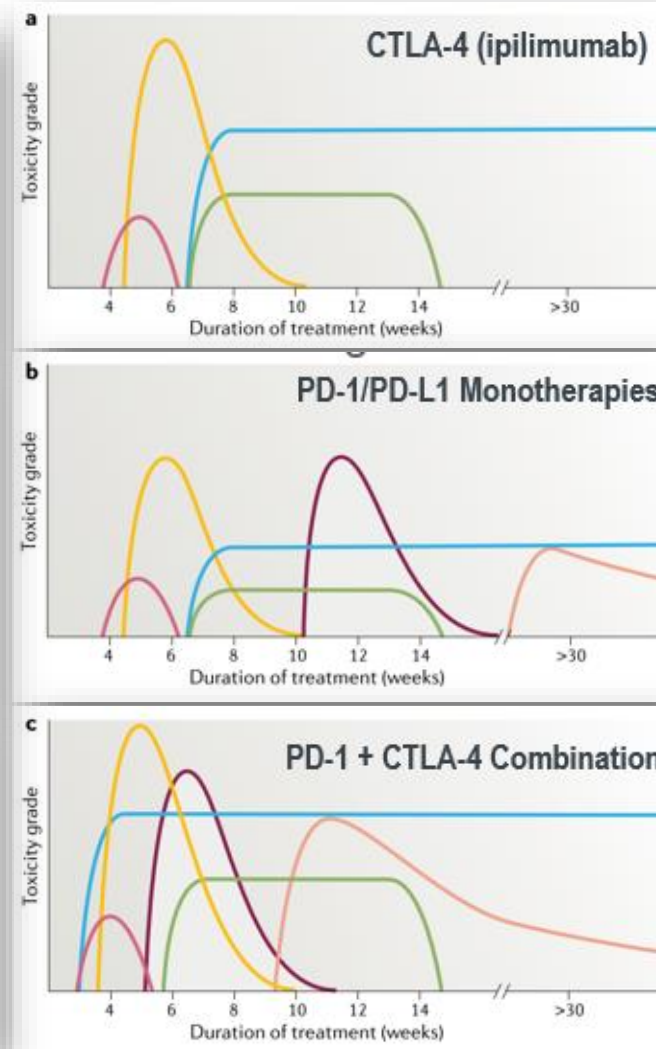 a
CTLA-4 (ipilimumab)
Toxicity grade
4 6 8 10 12 14 >30
Duration of treatment (weeks)
b
PD-1/PD-L1 Monotherapies
Toxicity grade
4 6 8 10 12 14 >30
Duration of treatment (weeks)
c
PD-1 + CTLA-4 Combination
Toxicity grade
4 6 8 10 12 14 >30
Duration of treatment (weeks)